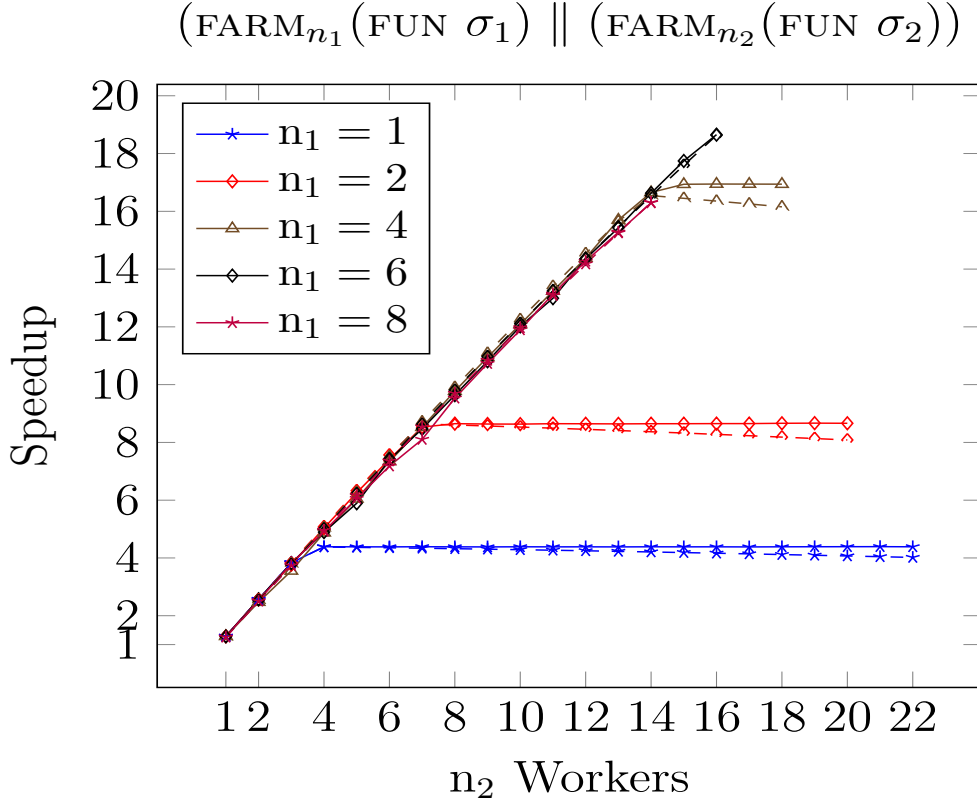 (FARMₙ₁(FUN σ₁) ∥ (FARMₙ₂(FUN σ₂))
20
18
16
14
12
10
8
6
4
2
1
Speedup
n₁ = 1
n₁ = 2
n₁ = 4
n₁ = 6
n₁ = 8
1 2 4 6 8 10 12 14 16 18 20 22
n₂ Workers